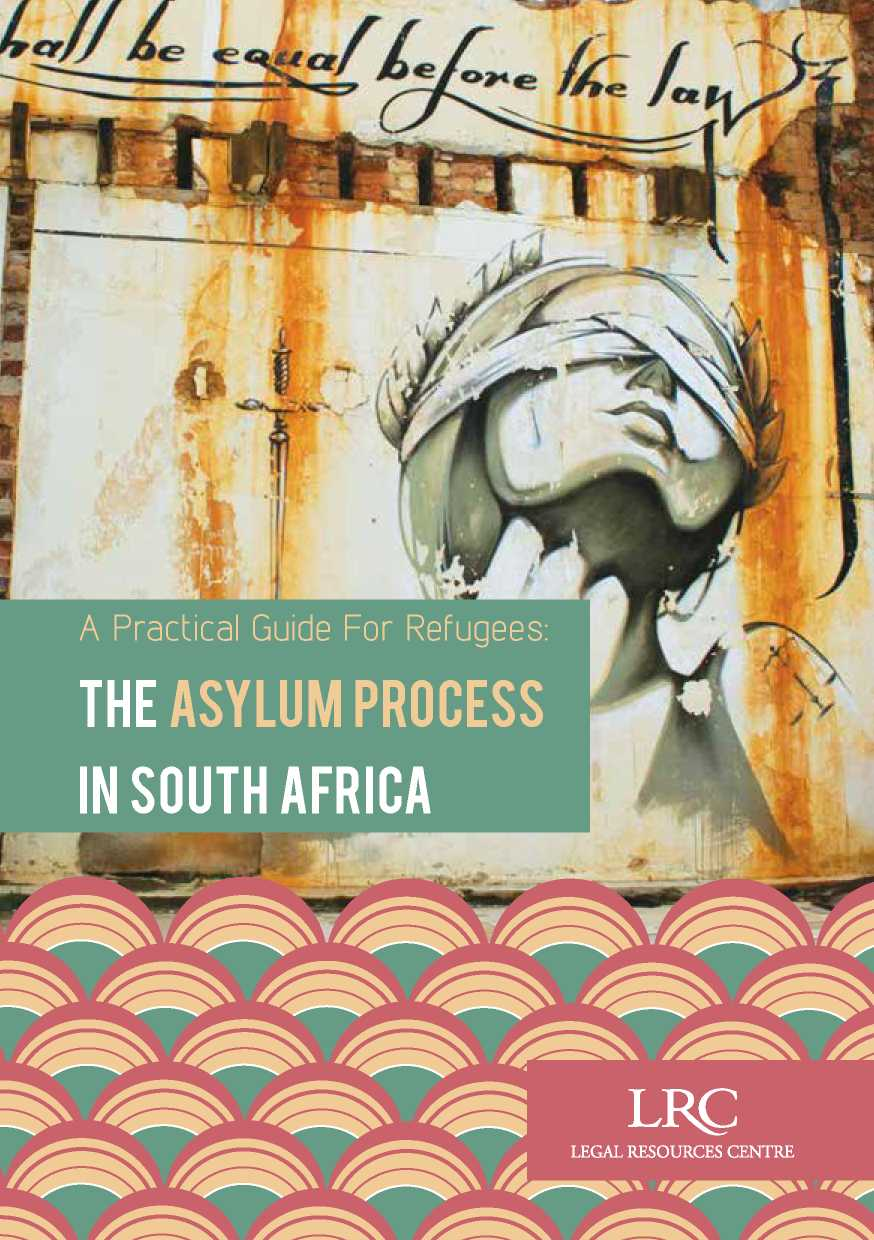 hall be equal before the law
A Practical Guide For Refugees:
THE ASYLUM PROCESS
IN SOUTH AFRICA
LRC
LEGAL RESOURCES CENTRE